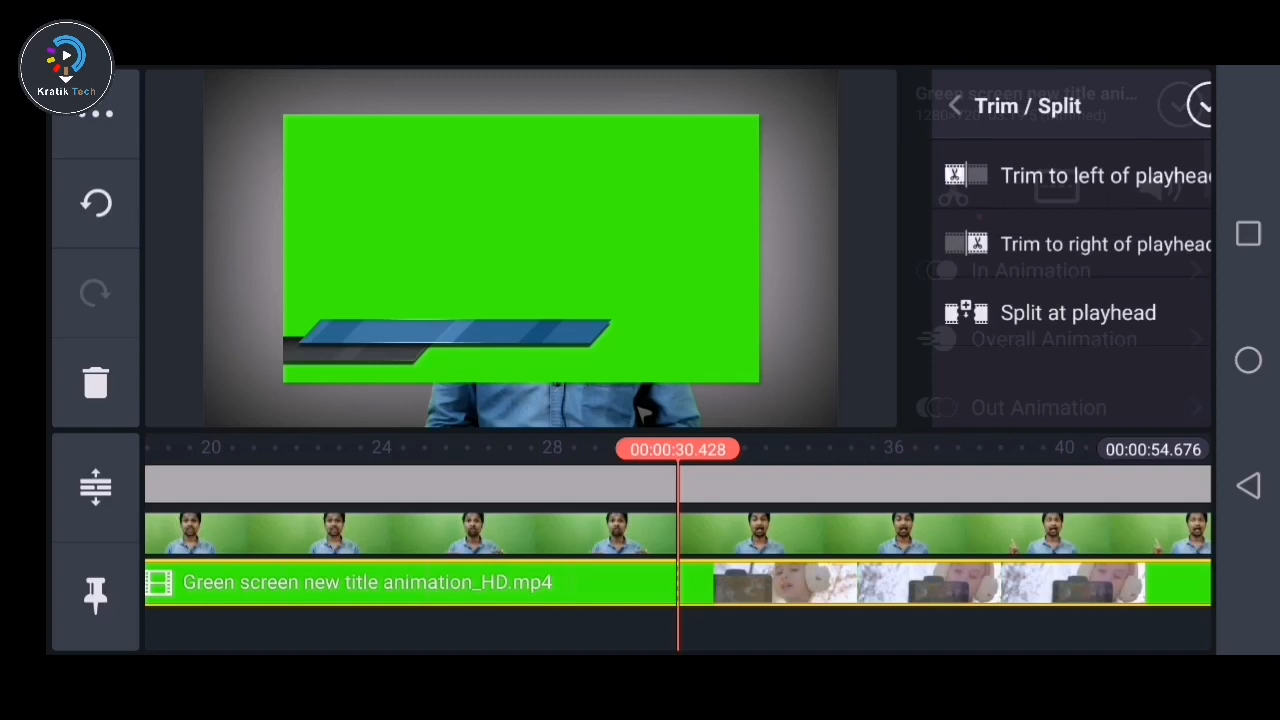 Kratik Tech
Green screen new title ani...
Trim / Split
Trim to left of playhead
Trim to right of playhead
In Animation
Split at playhead
Overall Animation
Out Animation
20
24
28
00:00:30.428
36
40
00:00:54.676
Green screen new title animation_HD.mp4